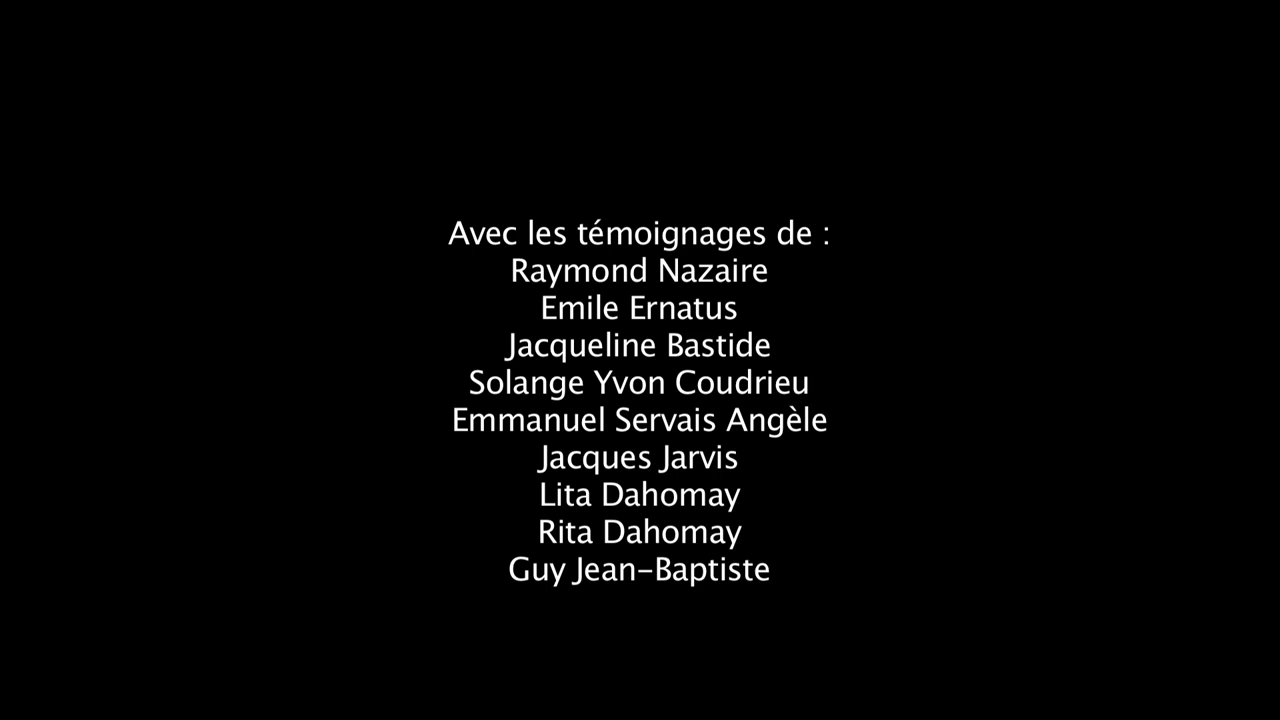 Avec les témoignages de :
Raymond Nazaire
Emile Ernatus
Jacqueline Bastide
Solange Yvon Coudrieu
Emmanuel Servais Angèle
Jacques Jarvis
Lita Dahomay
Rita Dahomay
Guy Jean-Baptiste